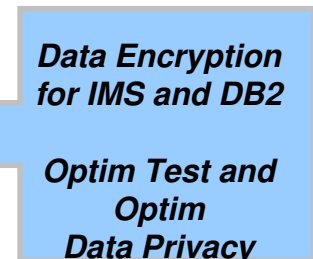 Data Encryption
for IMS and DB2
Optim Test and
Optim
Data Privacy